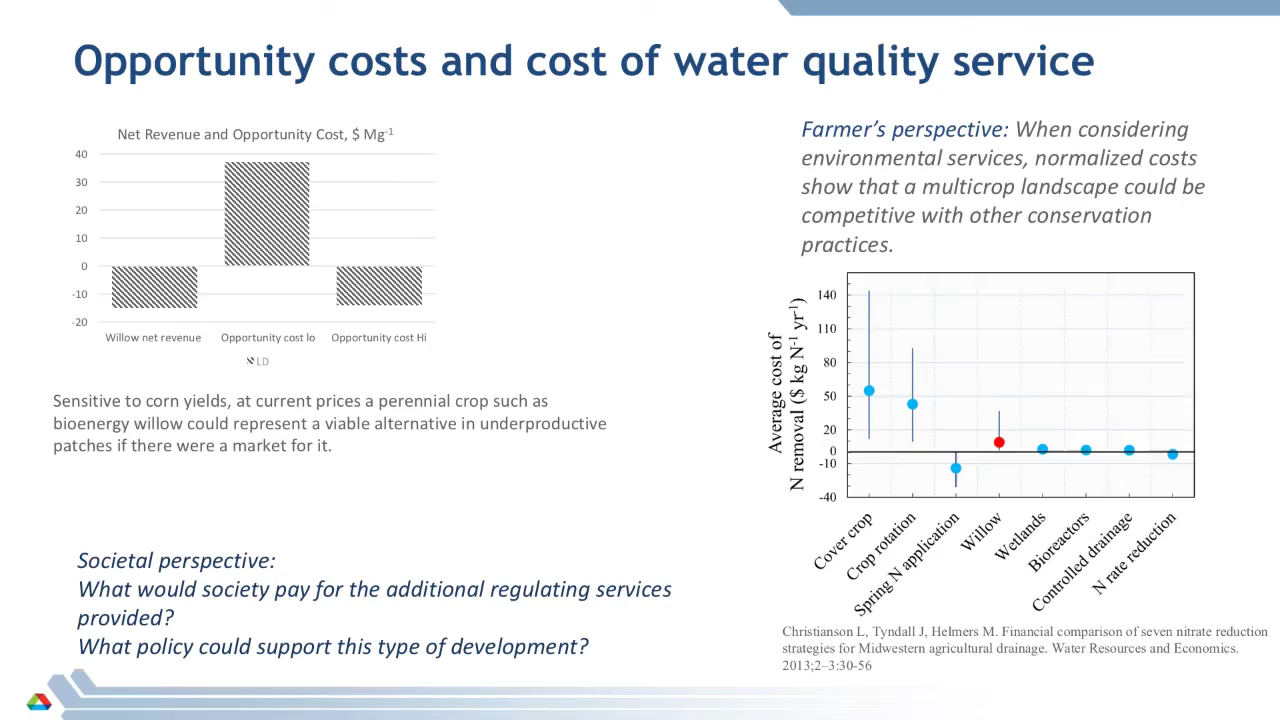 Opportunity costs and cost of water quality service
Net Revenue and Opportunity Cost, $ Mg-1
40
30
20
10
0
-10
-20
Willow net revenue
Opportunity cost lo
Opportunity cost Hi
LD
Sensitive to corn yields, at current prices a perennial crop such as
bioenergy willow could represent a viable alternative in underproductive
patches if there were a market for it.
Societal perspective:
What would society pay for the additional regulating services
provided?
What policy could support this type of development?
Farmer’s perspective: When considering
environmental services, normalized costs
show that a multicrop landscape could be
competitive with other conservation
practices.
Average cost of
N removal ($ kg N-1 yr-1)
140
110
80
50
20
0
-10
-40
Cover crop
Crop rotation
Spring N application
Willow
Wetlands
Bioreactors
Controlled drainage
N rate reduction
Christianson L, Tyndall J, Helmers M. Financial comparison of seven nitrate reduction
strategies for Midwestern agricultural drainage. Water Resources and Economics.
2013;2–3:30-56